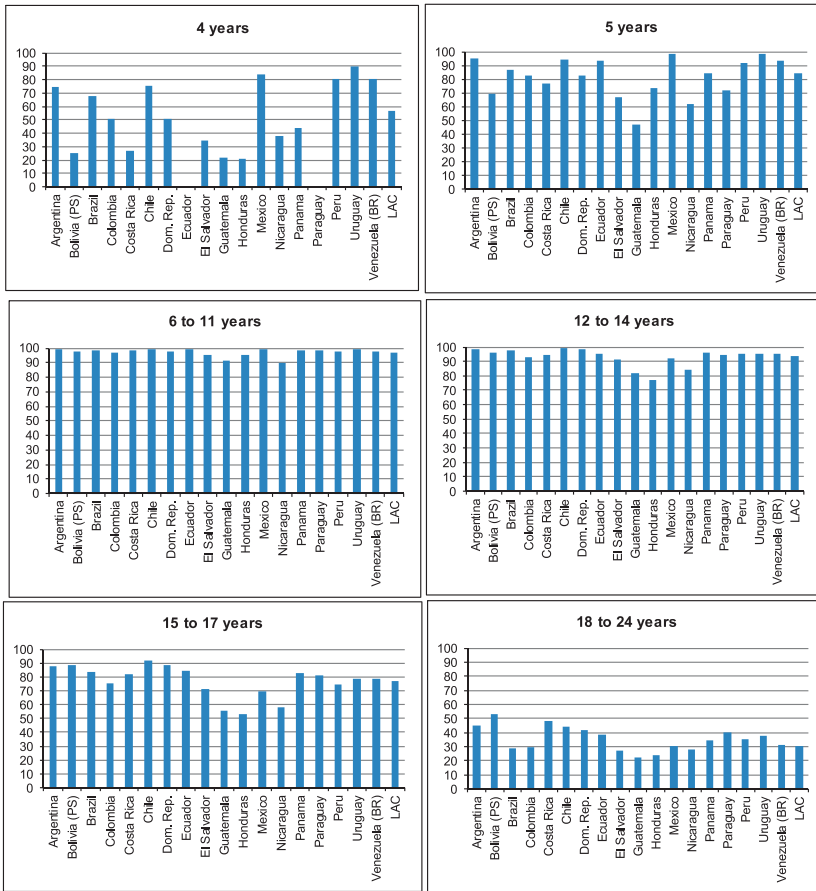 4 years
100
90
80
70
60
50
40
30
20
10
0
Argentina
Bolivia (PS)
Brazil
Colombia
Costa Rica
Chile
Dom. Rep.
Ecuador
El Salvador
Guatemala
Honduras
Mexico
Nicaragua
Panama
Paraguay
Peru
Uruguay
Venezuela (BR)
LAC
5 years
100
90
80
70
60
50
40
30
20
10
0
Argentina
Bolivia (PS)
Brazil
Colombia
Costa Rica
Chile
Dom. Rep.
Ecuador
El Salvador
Guatemala
Honduras
Mexico
Nicaragua
Panama
Paraguay
Peru
Uruguay
Venezuela (BR)
LAC
6 to 11 years
100
90
80
70
60
50
40
30
20
10
0
Argentina
Bolivia (PS)
Brazil
Colombia
Costa Rica
Chile
Dom. Rep.
Ecuador
El Salvador
Guatemala
Honduras
Mexico
Nicaragua
Panama
Paraguay
Peru
Uruguay
Venezuela (BR)
LAC
12 to 14 years
100
90
80
70
60
50
40
30
20
10
0
Argentina
Bolivia (PS)
Brazil
Colombia
Costa Rica
Chile
Dom. Rep.
Ecuador
El Salvador
Guatemala
Honduras
Mexico
Nicaragua
Panama
Paraguay
Peru
Uruguay
Venezuela (BR)
LAC
15 to 17 years
100
90
80
70
60
50
40
30
20
10
0
Argentina
Bolivia (PS)
Brazil
Colombia
Costa Rica
Chile
Dom. Rep.
Ecuador
El Salvador
Guatemala
Honduras
Mexico
Nicaragua
Panama
Paraguay
Peru
Uruguay
Venezuela (BR)
LAC
18 to 24 years
100
90
80
70
60
50
40
30
20
10
0
Argentina
Bolivia (PS)
Brazil
Colombia
Costa Rica
Chile
Dom. Rep.
Ecuador
El Salvador
Guatemala
Honduras
Mexico
Nicaragua
Panama
Paraguay
Peru
Uruguay
Venezuela (BR)
LAC